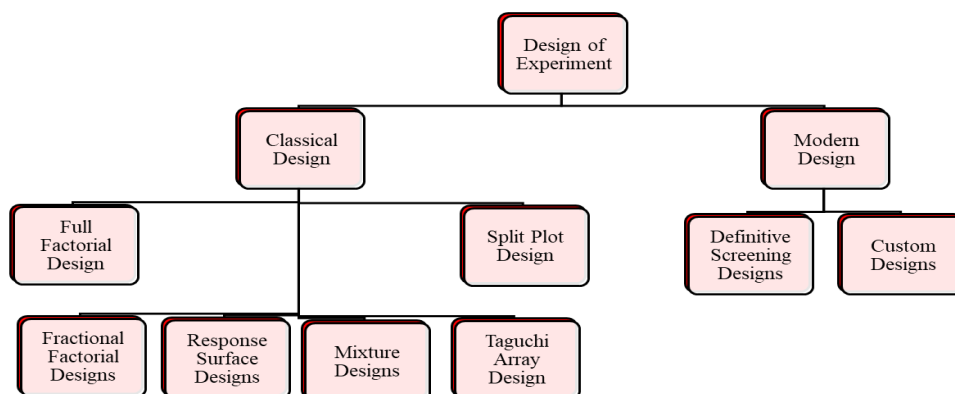 Design of
Experiment
Classical
Design
Modern
Design
Full
Factorial
Design
Split Plot
Design
Definitive
Screening
Designs
Custom
Designs
Fractional
Factorial
Designs
Response
Surface
Designs
Mixture
Designs
Taguchi
Array
Design